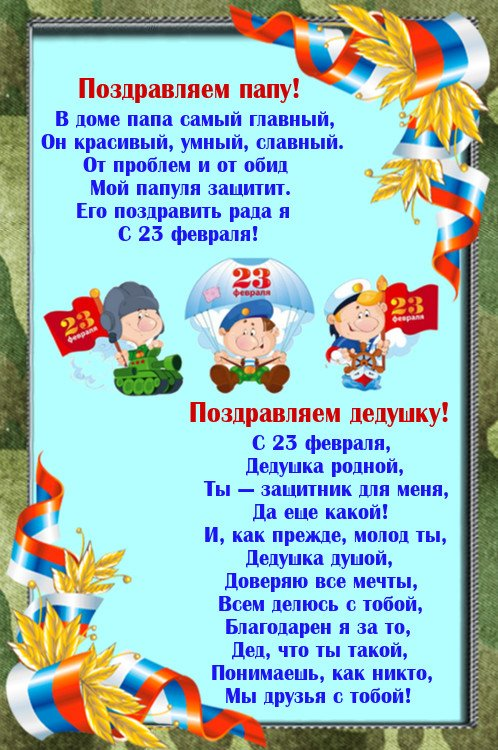 Поздравляем папу!
В доме папа самый главный,
Он красивый, умный, славный.
От проблем и от обид
Мой папуля защитит.
Его поздравить рада я
С 23 февраля!
23
февраля
23
февраля
23
февраля
Поздравляем дедушку!
С 23 февраля,
Дедушка родной,
Ты — защитник для меня,
Да еще какой!
И, как прежде, молод ты,
Дедушка душой,
Доверяю все мечты,
Всем делюсь с тобой,
Благодарен я за то,
Дед, что ты такой,
Понимаешь, как никто,
Мы друзья с тобой!